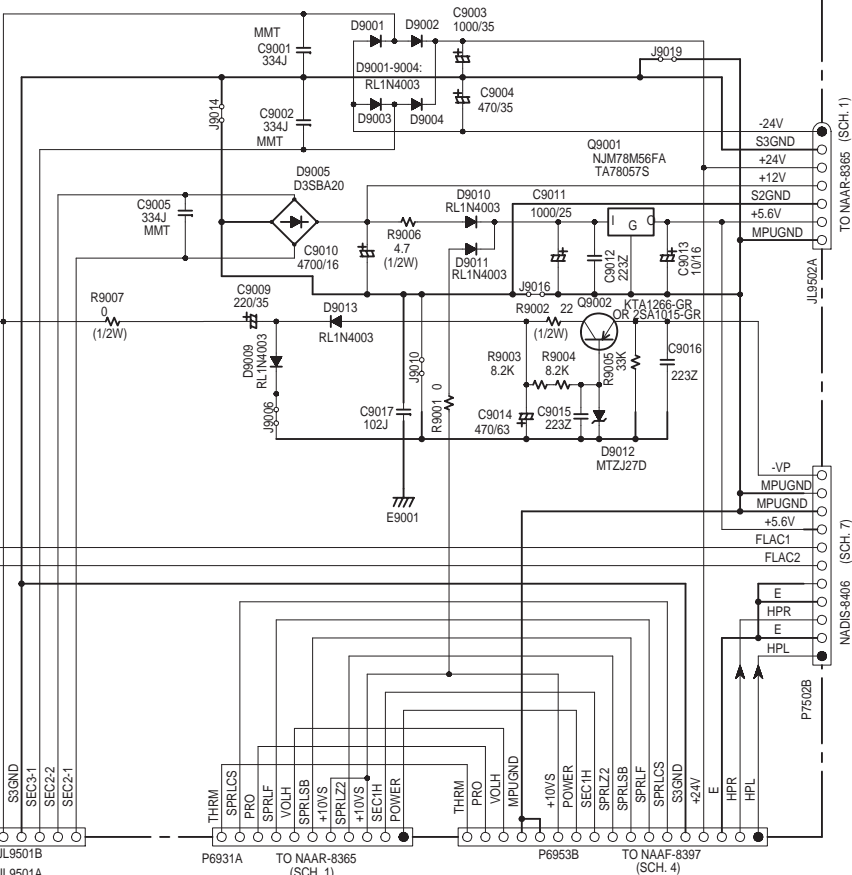 MMT
C9001
334J
D9001
D9002
C9003
1000/35
D9001-9004:
RL1N4003
J9019
J9014
C9002
334J
MMT
D9003
D9004
C9004
470/35
Q9001
NJM78M56FA
TA78057S
-24V
S3GND
+24V
+12V
S2GND
+5.6V
MPUGND
TO NAAR-8365 (SCH. 1)
JL9502A
C9005
334J
MMT
D9005
D3SBA20
C9010
4700/16
R9006
4.7
(1/2W)
D9010
RL1N4003
D9011
RL1N4003
C9011
1000/25
I
G
O
C9012
223Z
C9013
10/16
R9007
0
(1/2W)
C9009
220/35
D9013
RL1N4003
J9016
R9002 22
(1/2W)
Q9002
KTA1266-GR
OR 2SA1015-GR
D9009
RL1N4003
J9006
J9010
R9001 0
R9003
8.2K
R9004
8.2K
R9005
33K
C9016
223Z
C9017
102J
C9014
470/63
C9015
223Z
D9012
MTZJ27D
E9001
-VP
MPUGND
MPUGND
+5.6V
FLAC1
FLAC2
E
HPR
E
HPL
NADIS-8406 (SCH. 7)
P7502B
S3GND
SEC3-1
SEC2-2
SEC2-1
JL9501B
JL9501A
THRM
SPRLCS
PRO
SPRLF
VOLH
SPRLSB
+10VS
SPRLZ2
+10VS
SEC1H
POWER
P6931A
TO NAAR-8365
(SCH. 1)
THRM
PRO
VOLH
MPUGND
+10VS
POWER
SEC1H
SPRLZ2
SPRLSB
SPRLF
SPRLCS
S3GND
+24V
E
HPR
HPL
P6953B
TO NAAF-8397
(SCH. 4)